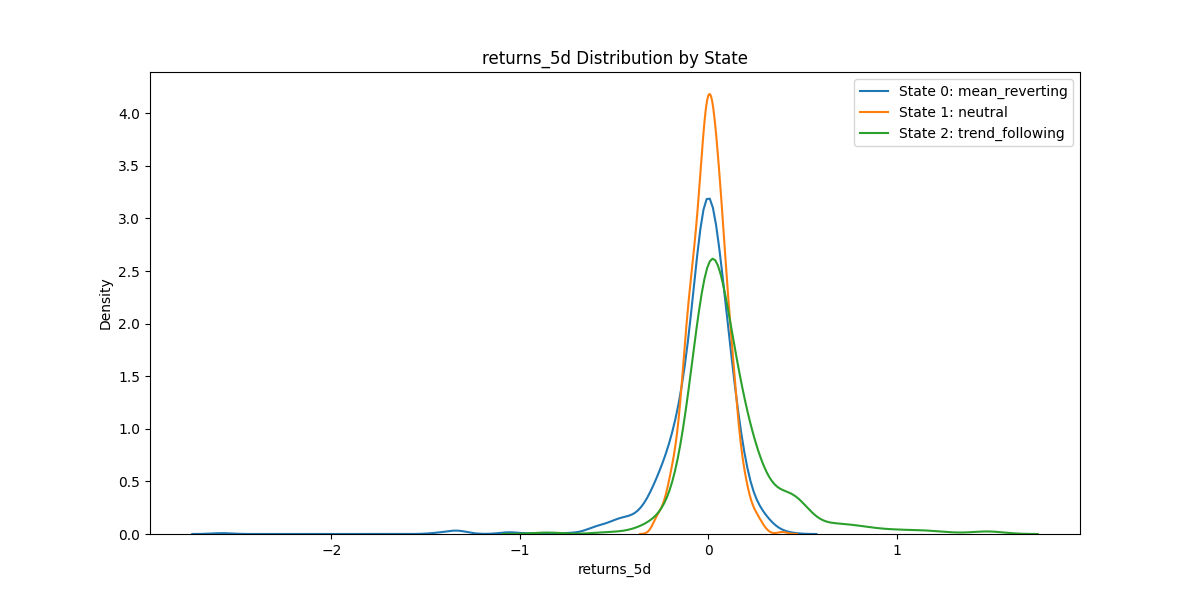 returns_5d Distribution by State
State 0: mean_reverting
State 1: neutral
State 2: trend_following
Density
4.0
3.5
3.0
2.5
2.0
1.5
1.0
0.5
0.0
−2
−1
0
1
returns_5d